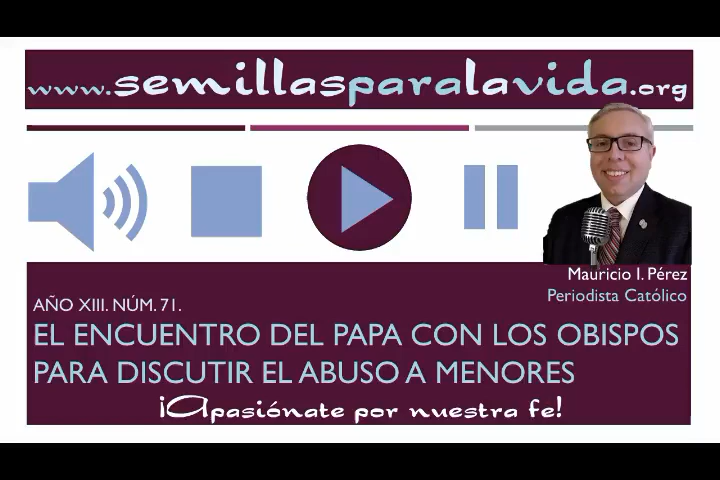 www.semillasparalavida.org
Mauricio I. Pérez
Periodista Católico
AÑO XIII. NÚM. 71.
EL ENCUENTRO DEL PAPA CON LOS OBISPOS
PARA DISCUTIR EL ABUSO A MENORES
¡Apasiónate por nuestra fe!